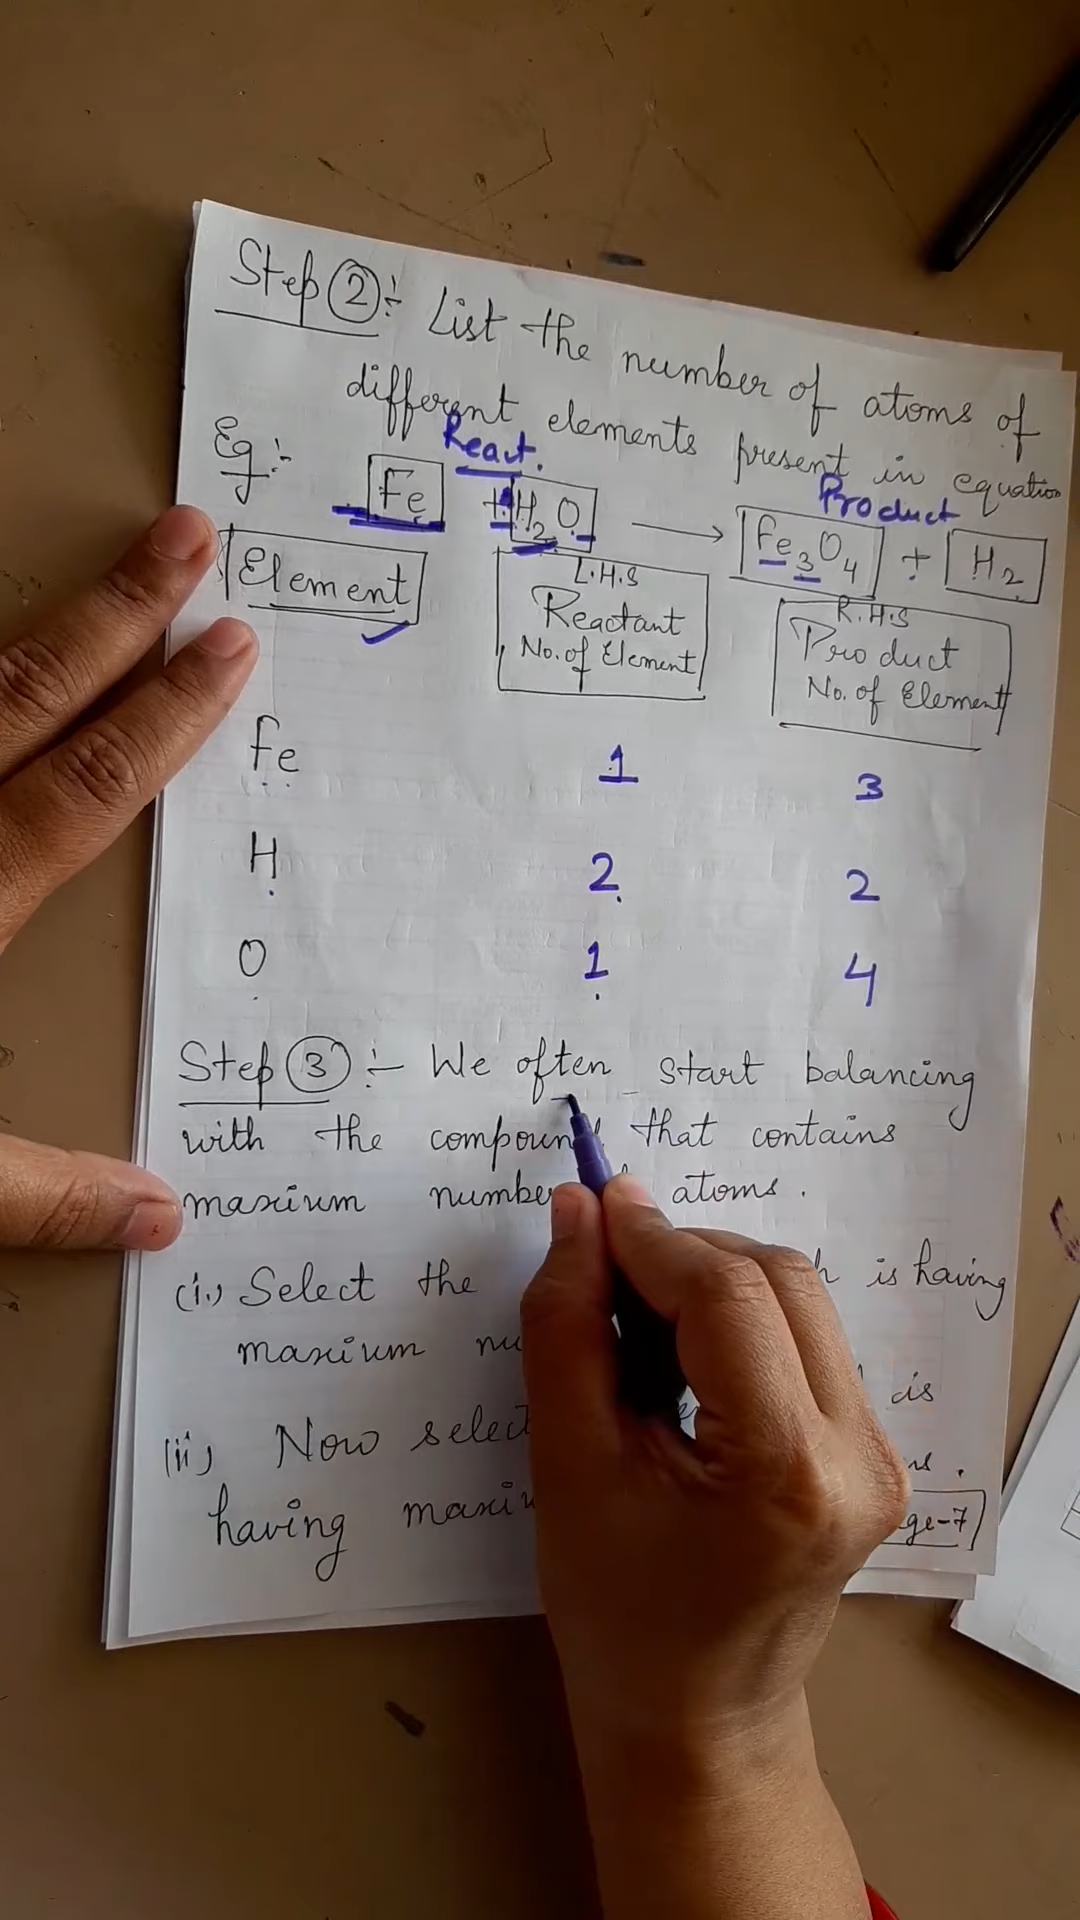 Step ② :- List the number of atoms of
different elements present in equation
Eg :-
React.
Product
Fe + H₂O ⟶ Fe₃O₄ + H₂
Element
L.H.S
Reactant
No. of Element
R.H.S
Product
No. of Element
Fe 1 3
H 2 2
O 1 4
Step ③ :- We often start balancing
with the compound that contains
maxium number atoms.
(i.) Select the is having
maxium
(ii) Now select is
having